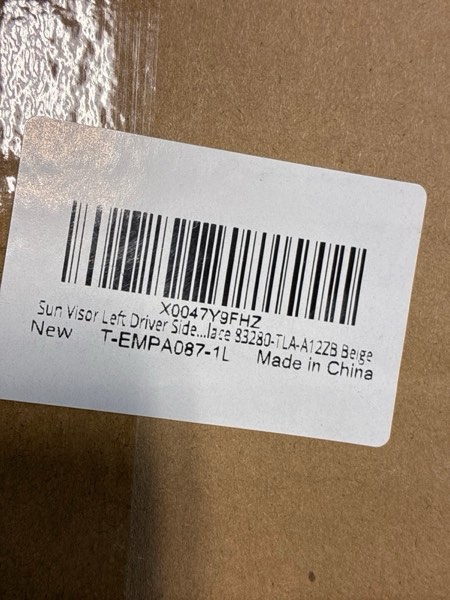 X0047Y9FHZ
Sun Visor Left Driver Side...lace 83280-TLA-A12ZB Beige
New T-EMPA087-1L Made in China